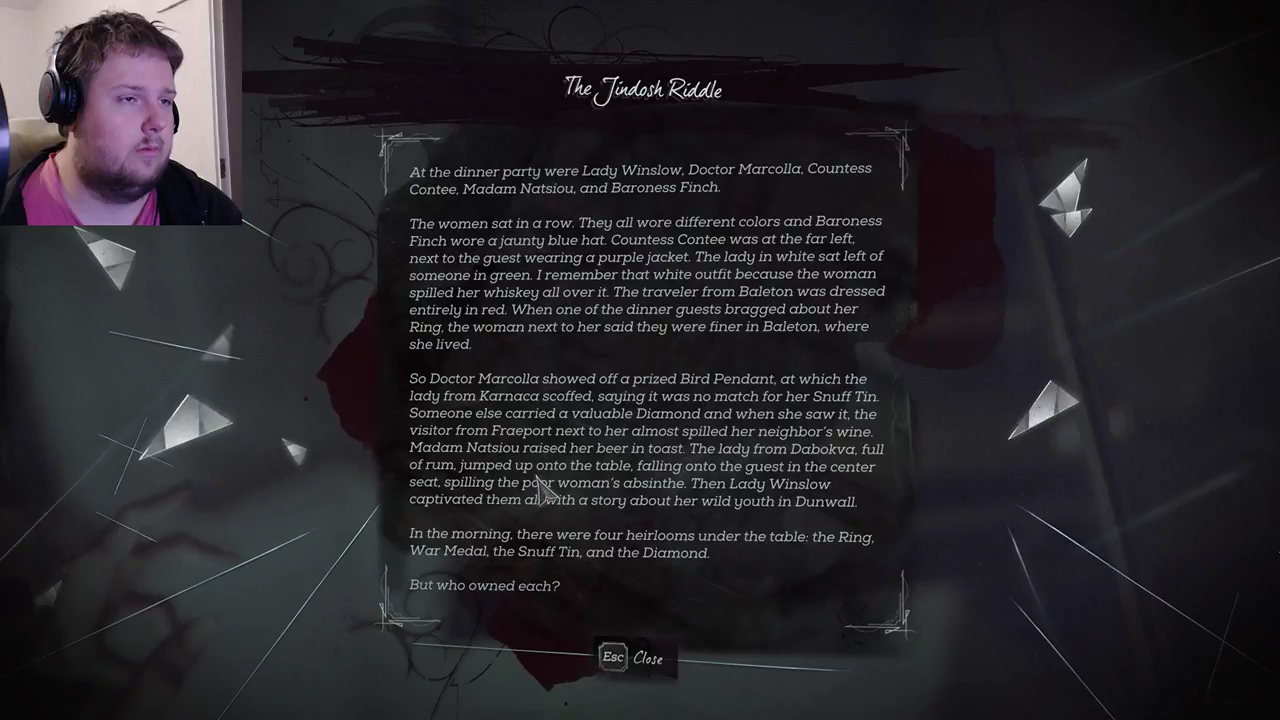 The Jindosh Riddle
At the dinner party were Lady Winslow, Doctor Marcolla, Countess
Contee, Madam Natsiou, and Baroness Finch.
The women sat in a row. They all wore different colors and Baroness
Finch wore a jaunty blue hat. Countess Contee was at the far left,
next to the guest wearing a purple jacket. The lady in white sat left of
someone in green. I remember that white outfit because the woman
spilled her whiskey all over it. The traveler from Baleton was dressed
entirely in red. When one of the dinner guests bragged about her
Ring, the woman next to her said they were finer in Baleton, where
she lived.
So Doctor Marcolla showed off a prized Bird Pendant, at which the
lady from Karnaca scoffed, saying it was no match for her Snuff Tin.
Someone else carried a valuable Diamond and when she saw it, the
visitor from Fraeport next to her almost spilled her neighbor's wine.
Madam Natsiou raised her beer in toast. The lady from Dabokva, full
of rum, jumped up onto the table, falling onto the guest in the center
seat, spilling the poor woman's absinthe. Then Lady Winslow
captivated them all with a story about her wild youth in Dunwall.
In the morning, there were four heirlooms under the table: the Ring,
War Medal, the Snuff Tin, and the Diamond.
But who owned each?
Esc Close